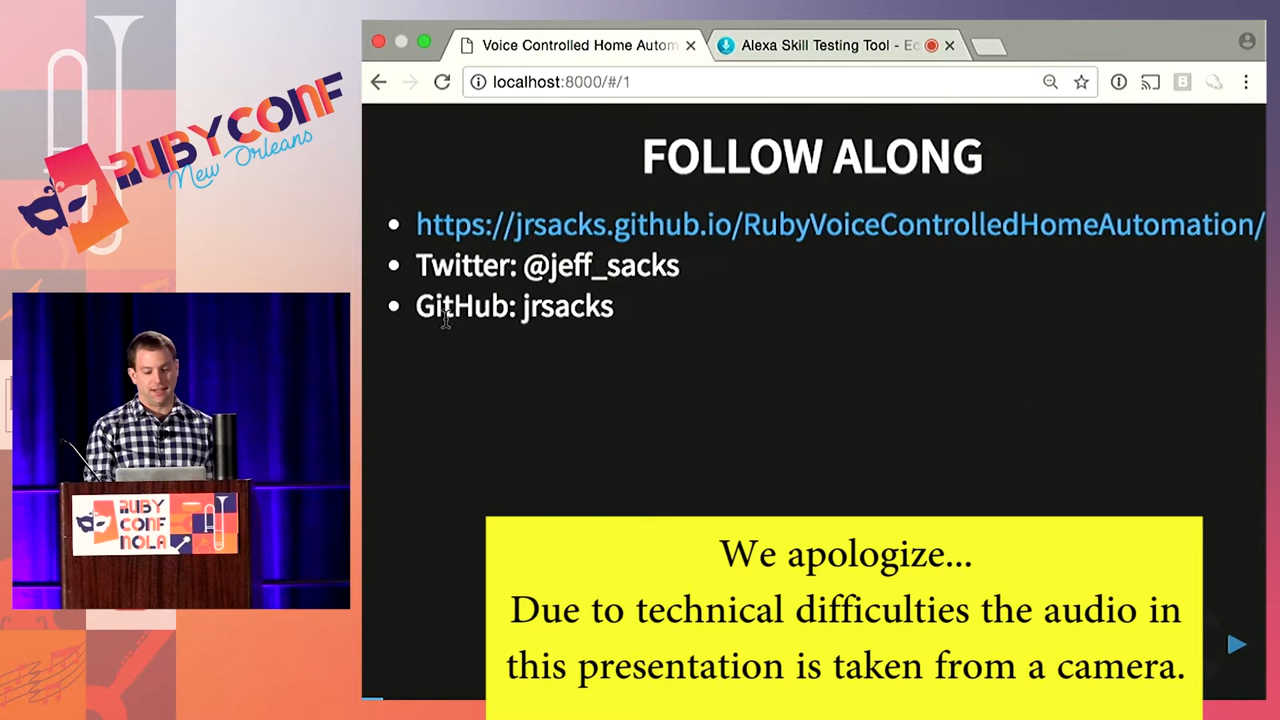 RUBYCONF
New Orleans
RUBY
CONF
NOLA
Voice Controlled Home Autom
Alexa Skill Testing Tool - Ec
localhost:8000/#/1
FOLLOW ALONG
• https://jrsacks.github.io/RubyVoiceControlledHomeAutomation/
• Twitter: @jeff_sacks
• GitHub: jrsacks
We apologize...
Due to technical difficulties the audio in
this presentation is taken from a camera.